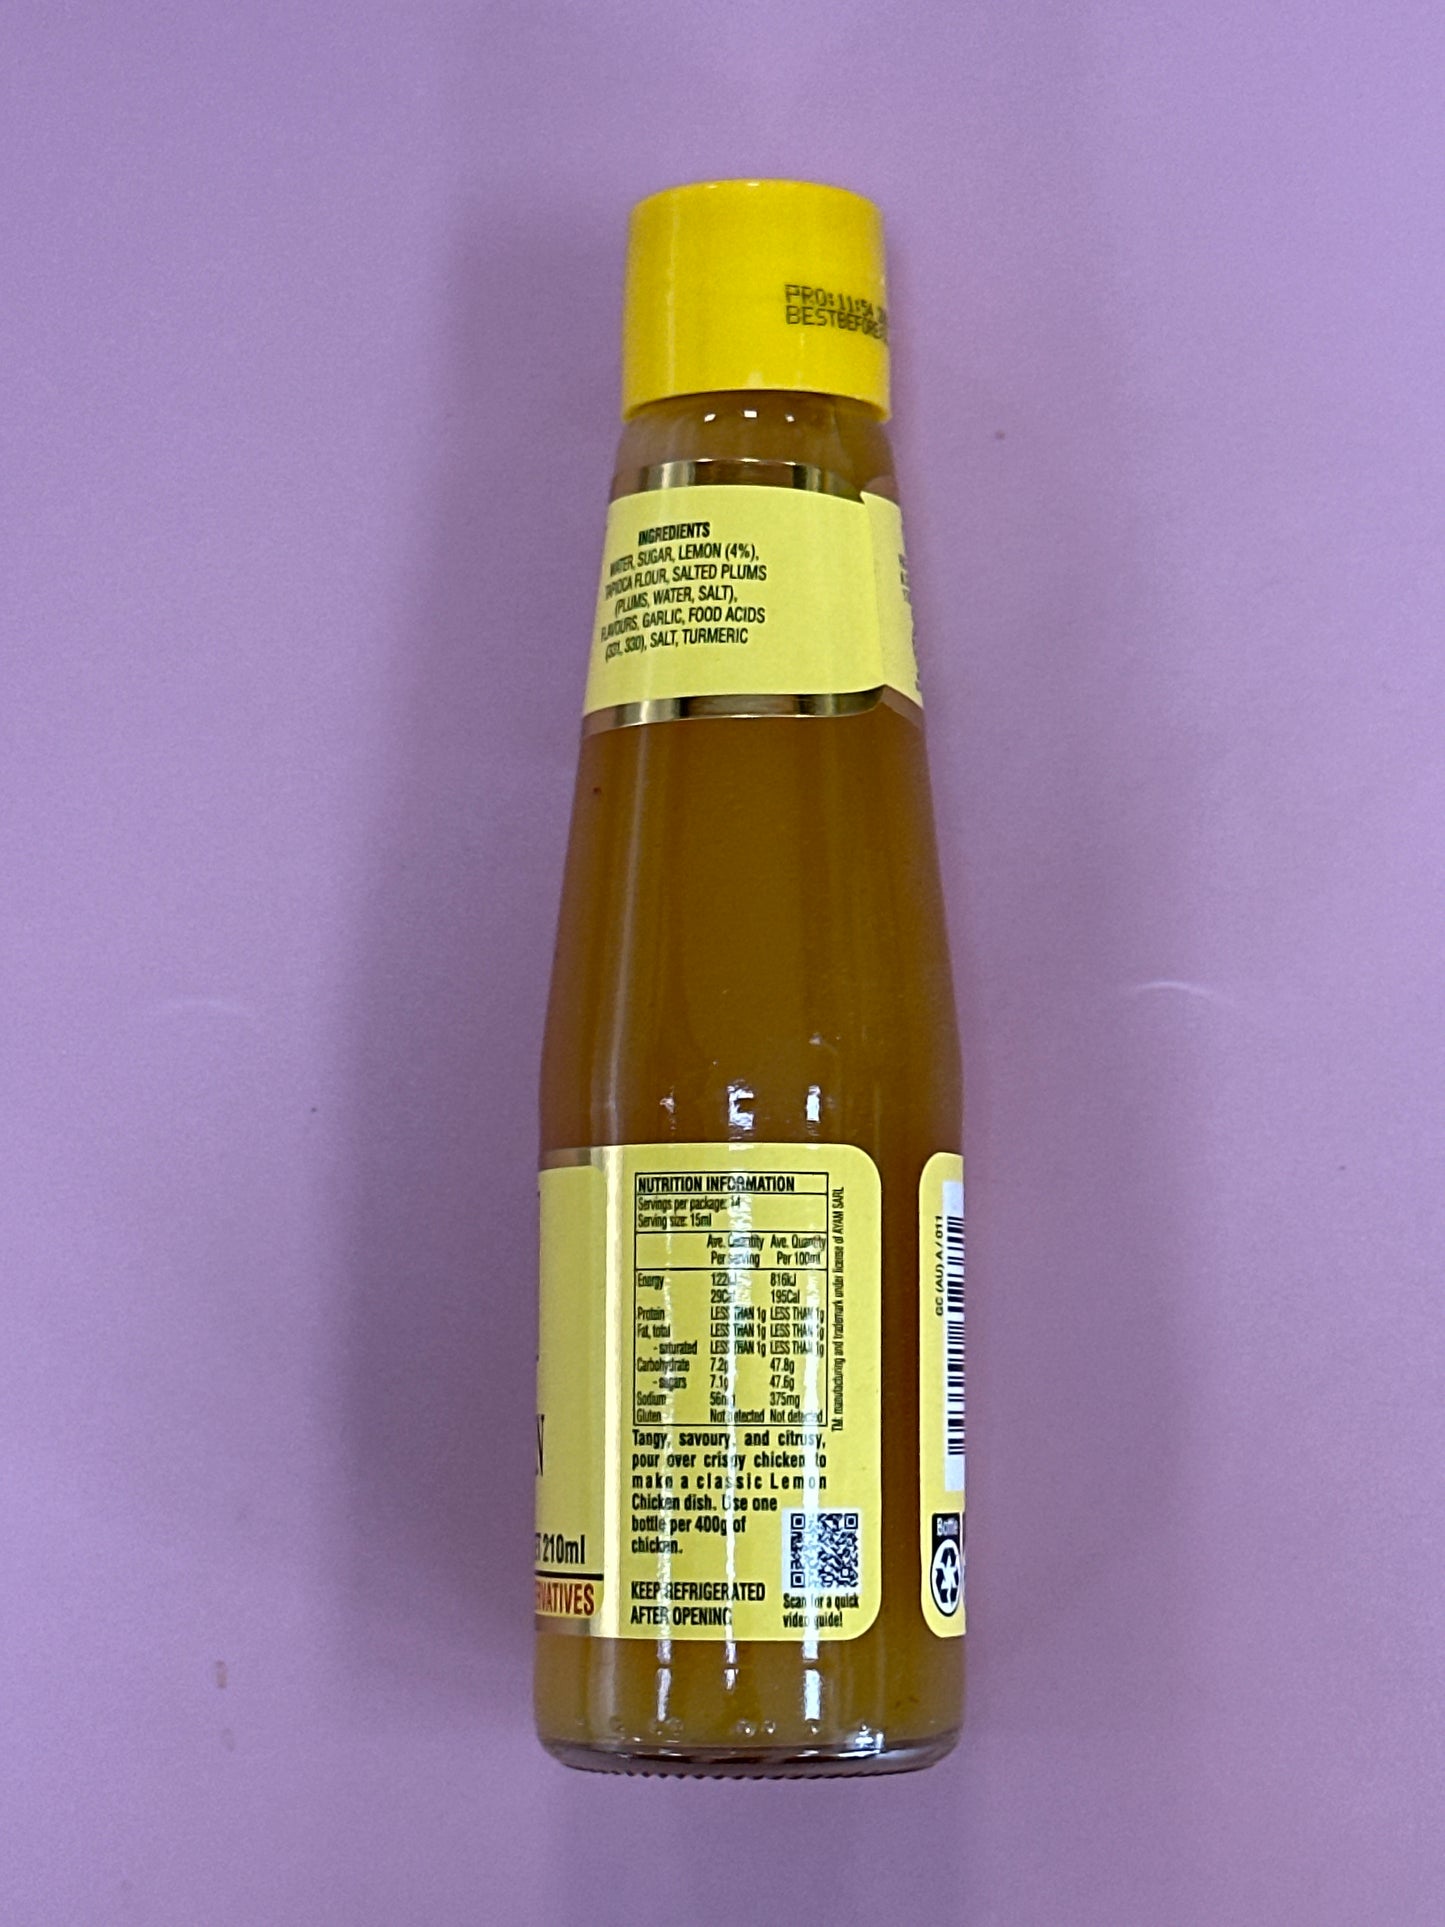 PRO: 11:54
BESTBEFORE:
INGREDIENTS
WATER, SUGAR, LEMON (4%),
TAPIOCA FLOUR, SALTED PLUMS
(PLUMS, WATER, SALT),
FLAVOURS, GARLIC, FOOD ACIDS
(331, 330), SALT, TURMERIC
NUTRITION INFORMATION
Servings per package: 14
Serving size: 15ml
Ave. Quantity Ave. Quantity
Per serving Per 100ml
Energy 122kJ 816kJ
29Cal 195Cal
Protein LESS THAN 1g LESS THAN 1g
Fat, total LESS THAN 1g LESS THAN 1g
- saturated LESS THAN 1g LESS THAN 1g
Carbohydrate 7.2g 47.8g
- sugars 7.1g 47.6g
Sodium 56mg 375mg
Gluten Not detected Not detected
TM: manufacturing and trademark under license of AYAM SARL
Tangy, savoury, and citrusy,
pour over crispy chicken to
make a classic Lemon
Chicken dish. Use one
bottle per 400g of
chicken.
KEEP REFRIGERATED
AFTER OPENING
Scan for a quick
video guide!
210ml
GC (AU) A / 011
Bottle